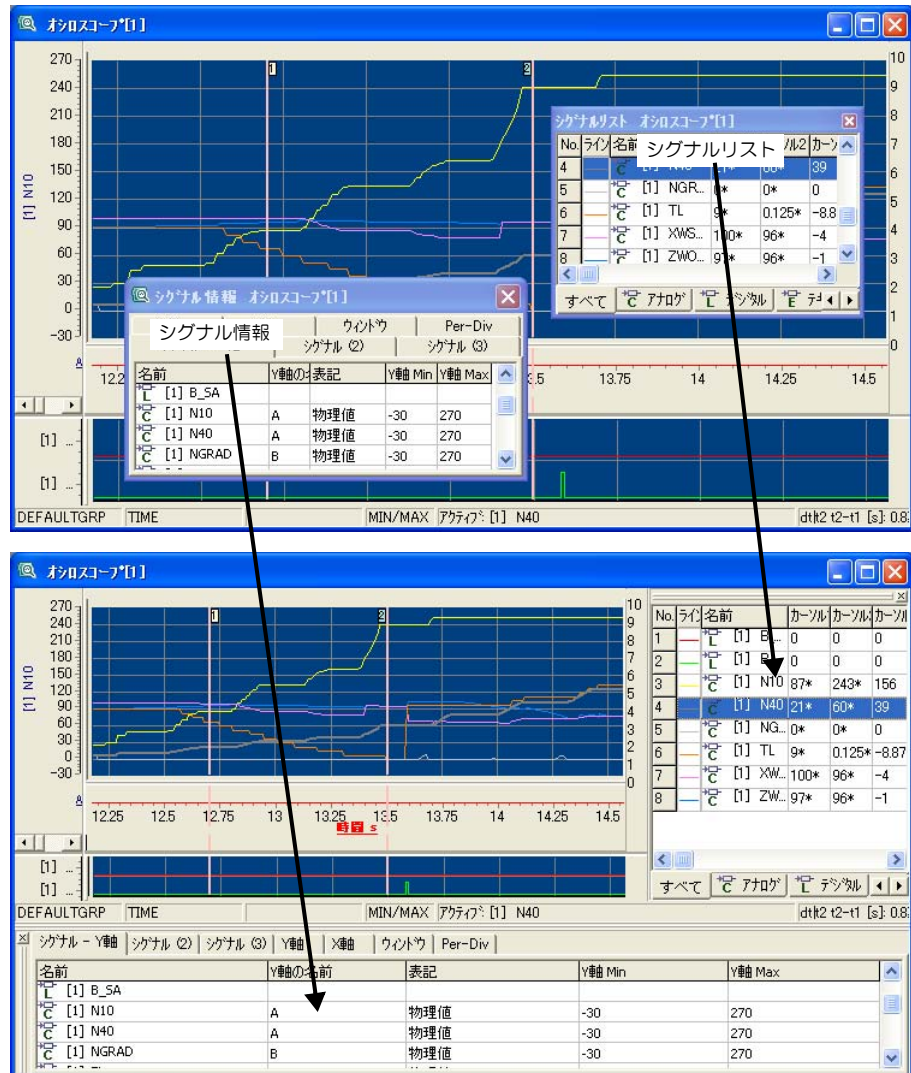 オシロスコープ*[1]
270
240
210
180
150
120
90
60
30
0
-30
[1] N10
1
2
10
9
8
7
6
5
4
3
2
1
0
シグナルリスト オシロスコープ*[1]
No. ライン 名前
シグナルリスト
4 39
5 [1] NGR... 0* 0* 0
6 [1] TL 9* 0.125* -8.8
7 [1] XWS... 100* 96* -4
8 [1] ZWO... 97* 96* -1
すべて アナログ デジタル
シグナル情報 オシロスコープ*[1]
シグナル情報 ウィンドウ Per-Div
シグナル (2) シグナル (3)
名前 表記 Y軸 Min Y軸 Max
[1] B_SA
[1] N10 A 物理値 -30 270
[1] N40 A 物理値 -30 270
[1] NGRAD B 物理値 -30 270
13.75 14 14.25 14.5
[1] ...
[1] ...
DEFAULTGRP TIME MIN/MAX アクティブ: [1] N40 t2-t1 [s]:
オシロスコープ*[1]
270
240
210
180
150
120
90
60
30
0
-30
[1] N10
1
2
10
9
8
7
6
5
4
3
2
1
0
12.25 12.5 12.75 13 13.25 13.5 13.75 14 14.25 14.5
No. ライン 名前 カーソル カーソル カーソル
1 0 0 0
2 0 0 0
3 [1] N10 87* 243* 156
4 [1] N40 21* 60* 39
5 [1] NG... 0* 0* 0
6 [1] TL 9* 0.125* -8.87
7 [1] XW... 100* 96* -4
8 [1] ZW... 97* 96* -1
すべて アナログ デジタル
[1] ...
[1] ...
DEFAULTGRP TIME MIN/MAX アクティブ: [1] N40 t2-t1 [s]:
シグナル - Y軸 シグナル (2) シグナル (3) Y軸 X軸 ウィンドウ Per-Div
名前 Y軸の名前 表記 Y軸 Min Y軸 Max
[1] B_SA
[1] N10 A 物理値 -30 270
[1] N40 A 物理値 -30 270
[1] NGRAD B 物理値 -30 270